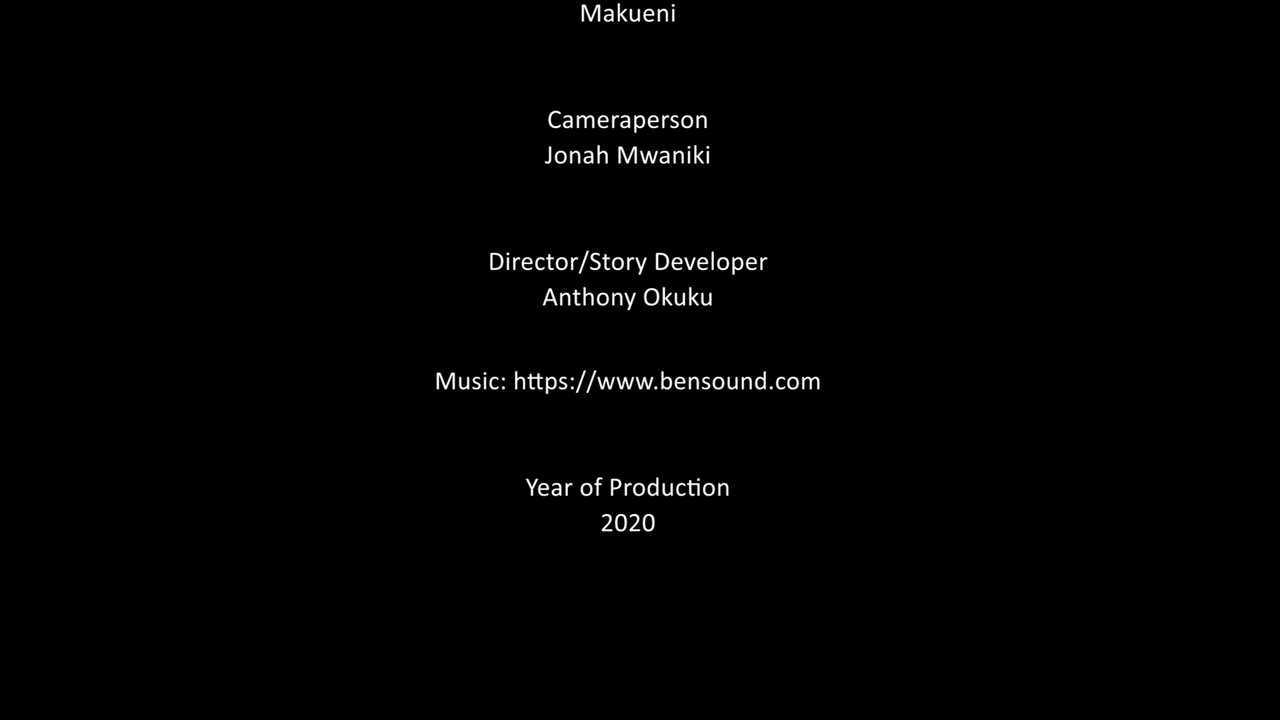 Makueni
Cameraperson
Jonah Mwaniki
Director/Story Developer
Anthony Okuku
Music: https://www.bensound.com
Year of Production
2020